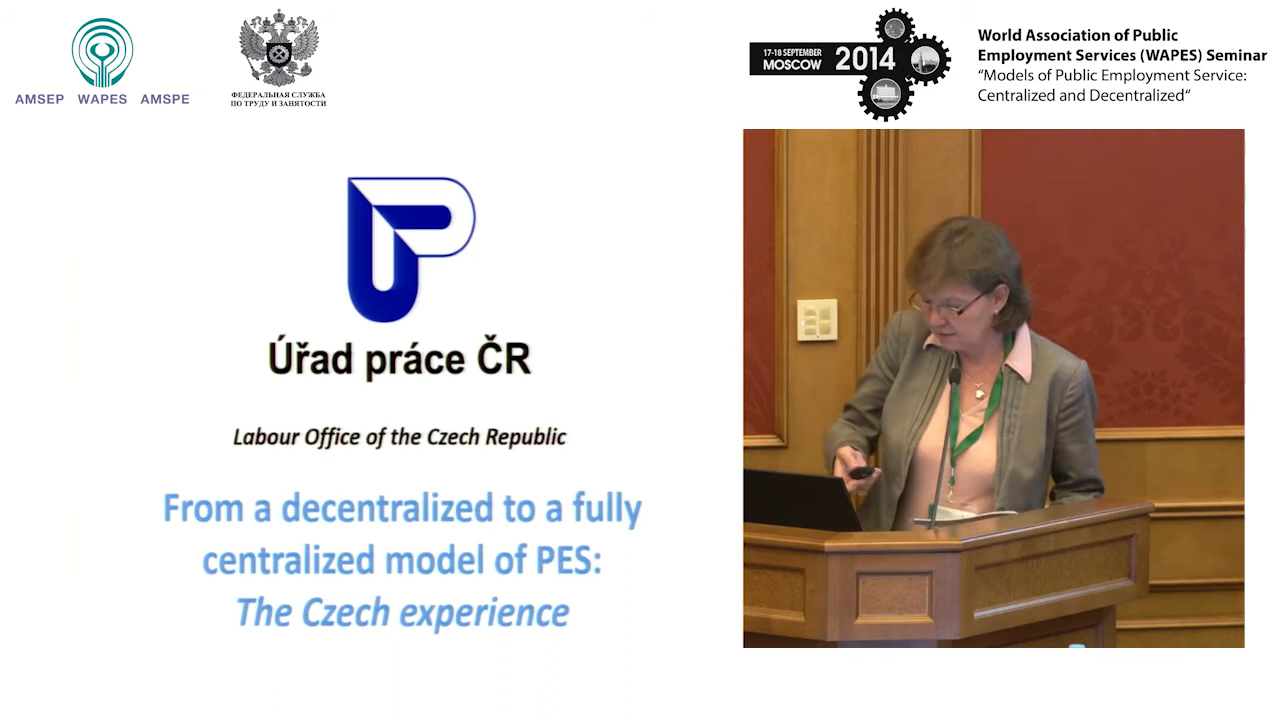 AMSEP WAPES AMSPE
ФЕДЕРАЛЬНАЯ СЛУЖБА
ПО ТРУДУ И ЗАНЯТОСТИ
17-18 SEPTEMBER
MOSCOW 2014
World Association of Public
Employment Services (WAPES) Seminar
“Models of Public Employment Service:
Centralized and Decentralized“
Úřad práce ČR
Labour Office of the Czech Republic
From a decentralized to a fully
centralized model of PES:
The Czech experience